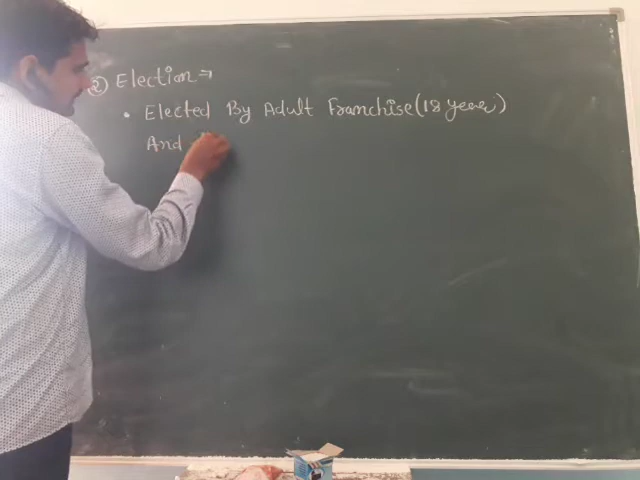 ② Election →
• Elected By Adult Franchise (18 year)
And